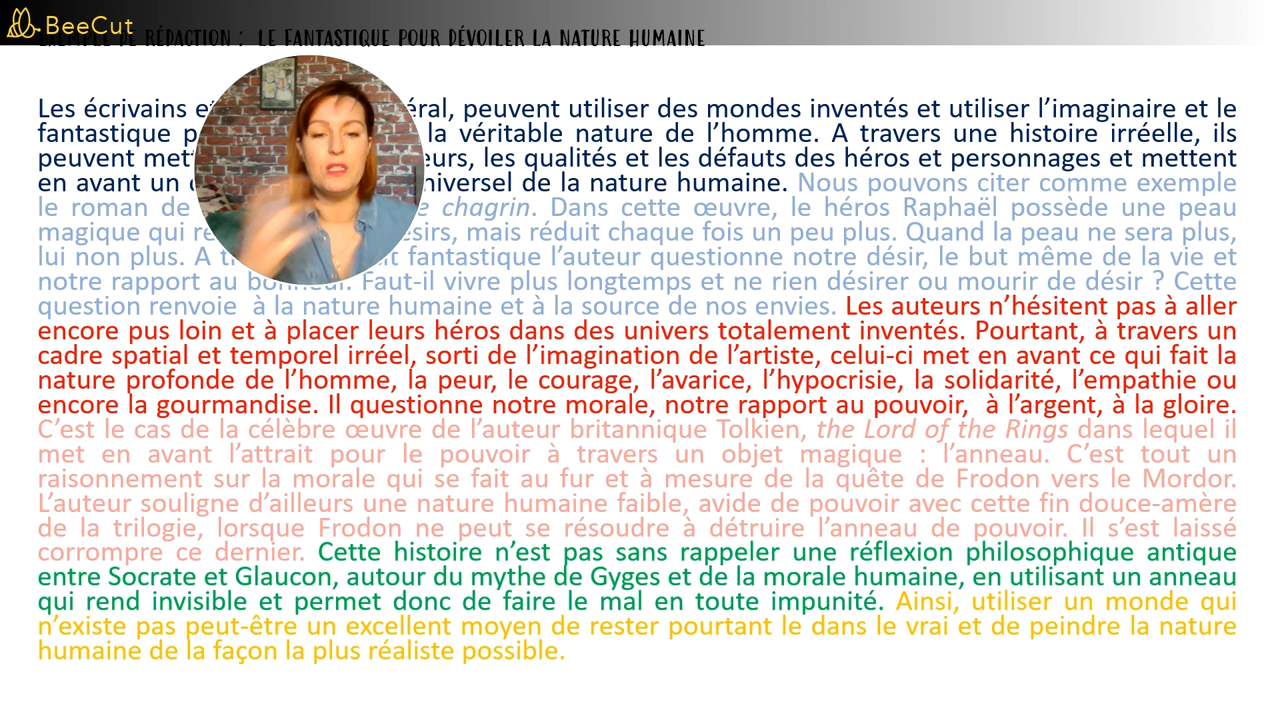 BeeCut
RÉDACTION : LE FANTASTIQUE POUR DÉVOILER LA NATURE HUMAINE
Les écrivains peuvent utiliser des mondes inventés et utiliser l’imaginaire et le
fantastique la véritable nature de l’homme. A travers une histoire irréelle, ils
peuvent les qualités et les défauts des héros et personnages et mettent
en avant un de la nature humaine. Nous pouvons citer comme exemple
le roman de chagrin. Dans cette œuvre, le héros Raphaël possède une peau
magique qui mais réduit chaque fois un peu plus. Quand la peau ne sera plus,
lui non plus. A fantastique l’auteur questionne notre désir, le but même de la vie et
notre rapport au Faut-il vivre plus longtemps et ne rien désirer ou mourir de désir ? Cette
question renvoie à la nature humaine et à la source de nos envies. Les auteurs n’hésitent pas à aller
encore pus loin et à placer leurs héros dans des univers totalement inventés. Pourtant, à travers un
cadre spatial et temporel irréel, sorti de l’imagination de l’artiste, celui-ci met en avant ce qui fait la
nature profonde de l’homme, la peur, le courage, l’avarice, l’hypocrisie, la solidarité, l’empathie ou
encore la gourmandise. Il questionne notre morale, notre rapport au pouvoir, à l’argent, à la gloire.
C’est le cas de la célèbre œuvre de l’auteur britannique Tolkien, the Lord of the Rings dans lequel il
met en avant l’attrait pour le pouvoir à travers un objet magique : l’anneau. C’est tout un
raisonnement sur la morale qui se fait au fur et à mesure de la quête de Frodon vers le Mordor.
L’auteur souligne d’ailleurs une nature humaine faible, avide de pouvoir avec cette fin douce-amère
de la trilogie, lorsque Frodon ne peut se résoudre à détruire l’anneau de pouvoir. Il s’est laissé
corrompre ce dernier. Cette histoire n’est pas sans rappeler une réflexion philosophique antique
entre Socrate et Glaucon, autour du mythe de Gyges et de la morale humaine, en utilisant un anneau
qui rend invisible et permet donc de faire le mal en toute impunité. Ainsi, utiliser un monde qui
n’existe pas peut-être un excellent moyen de rester pourtant le dans le vrai et de peindre la nature
humaine de la façon la plus réaliste possible.